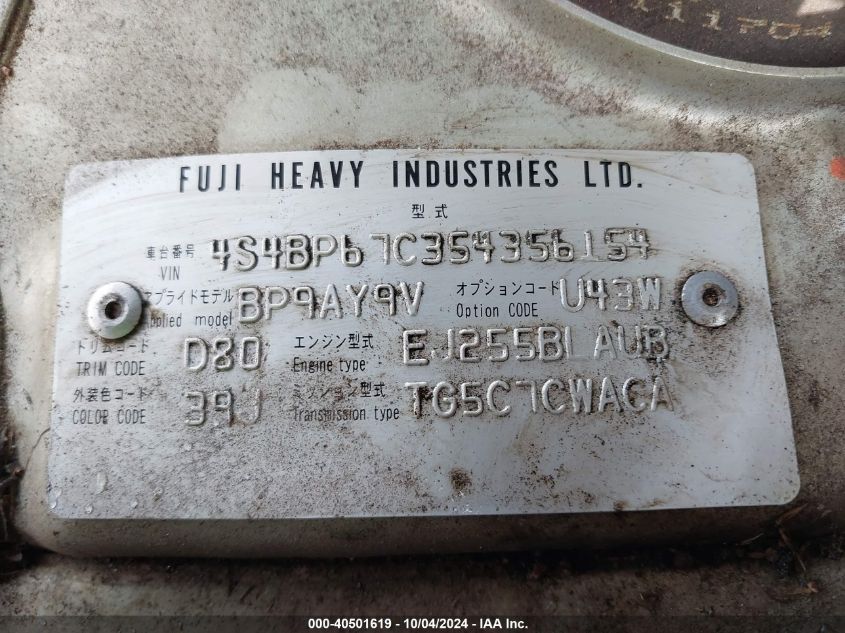 111704
FUJI HEAVY INDUSTRIES LTD.
型式
車台番号 VIN 4S4BP67C354356154
アプライドモデル Applied model BP9AY9V オプションコード Option CODE U43W
トリムコード TRIM CODE D80 エンジン型式 Engine type EJ255BLAUB
外装色コード COLOR CODE 39J ミッション型式 Transmission type TG5C7CWACA
000-40501619 - 10/04/2024 - IAA Inc.